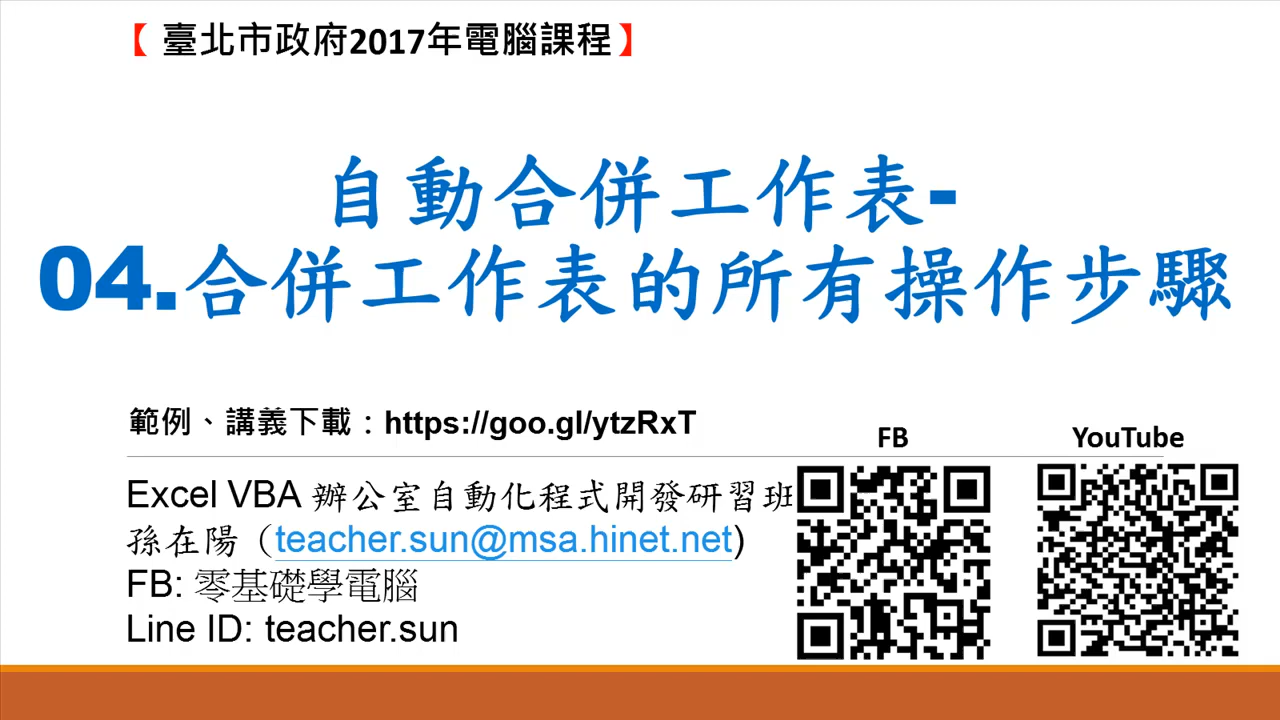 【 臺北市政府2017年電腦課程】
自動合併工作表-
04.合併工作表的所有操作步驟
範例、講義下載：https://goo.gl/ytzRxT
FB
YouTube
Excel VBA 辦公室自動化程式開發研習班
孫在陽（teacher.sun@msa.hinet.net)
FB: 零基礎學電腦
Line ID: teacher.sun